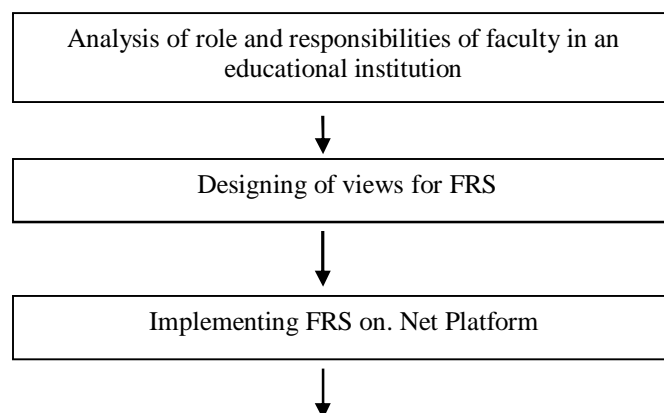 Analysis of role and responsibilities of faculty in an
educational institution
Designing of views for FRS
Implementing FRS on. Net Platform